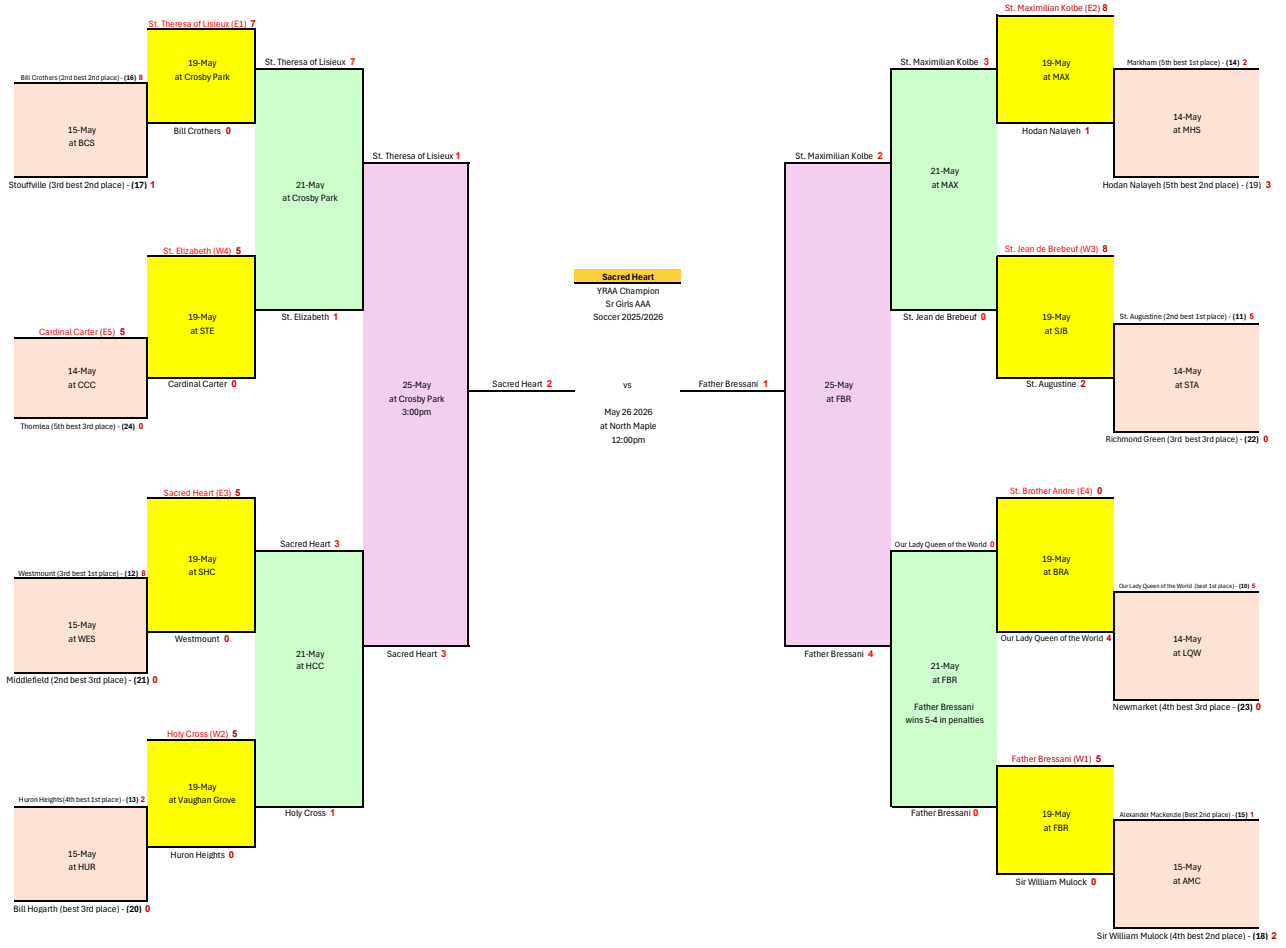 St. Theresa of Lisieux (E1) 7
19-May
at Crosby Park
Bill Crothers (2nd best 2nd place) - (16) 8
15-May
at BCS
Bill Crothers 0
Stouffville (3rd best 2nd place) - (17) 1
St. Theresa of Lisieux 7
21-May
at Crosby Park
St. Elizabeth (W4) 5
19-May
at STE
St. Elizabeth 1
Cardinal Carter (E5) 5
14-May
at CCC
Cardinal Carter 0
Thornlea (5th best 3rd place) - (24) 0
St. Theresa of Lisieux 1
25-May
at Crosby Park
3:00pm
Sacred Heart 3
Sacred Heart (E3) 5
19-May
at SHC
Westmount (3rd best 1st place) - (12) 8
15-May
at WES
Westmount 0
Middlefield (2nd best 3rd place) - (21) 0
Sacred Heart 3
21-May
at HCC
Holy Cross (W2) 5
19-May
at Vaughan Grove
Huron Heights(4th best 1st place) - (13) 2
Holy Cross 1
15-May
at HUR
Huron Heights 0
Bill Hogarth (best 3rd place) - (20) 0
Sacred Heart 2
Sacred Heart
YRAA Champion
Sr Girls AAA
Soccer 2025/2026
vs
May 26 2026
at North Maple
12:00pm
Father Bressani 1
St. Maximilian Kolbe 2
25-May
at FBR
Father Bressani 4
St. Maximilian Kolbe 3
21-May
at MAX
St. Jean de Brebeuf 0
St. Maximilian Kolbe (E2) 8
19-May
at MAX
Hodan Nalayeh 1
Markham (5th best 1st place) - (14) 2
14-May
at MHS
Hodan Nalayeh (5th best 2nd place) - (19) 3
St. Jean de Brebeuf (W3) 8
19-May
at SJB
St. Augustine 2
St. Augustine (2nd best 1st place) - (11) 5
14-May
at STA
Richmond Green (3rd best 3rd place) - (22) 0
Our Lady Queen of the World 0
21-May
at FBR
Father Bressani
wins 5-4 in penalties
Father Bressani 0
St. Brother Andre (E4) 0
19-May
at BRA
Our Lady Queen of the World 4
Our Lady Queen of the World (best 1st place) - (10) 5
14-May
at LQW
Newmarket (4th best 3rd place - (23) 0
Father Bressani (W1) 5
19-May
at FBR
Sir William Mulock 0
Alexander Mackenzie (Best 2nd place) - (15) 1
15-May
at AMC
Sir William Mulock (4th best 2nd place) - (18) 2